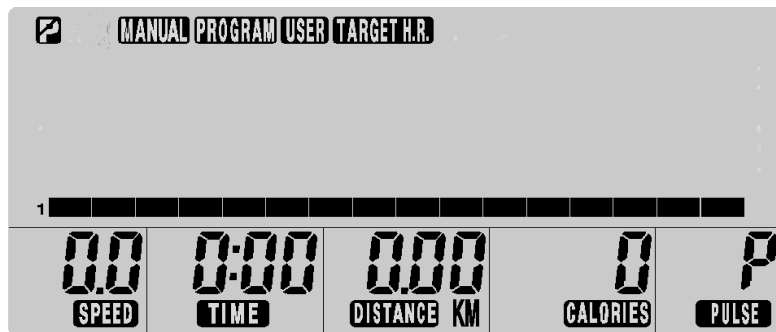 P MANUAL PROGRAM USER TARGET H.R.
1
0.0 0:00 0.00 0 P
SPEED TIME DISTANCE KM CALORIES PULSE